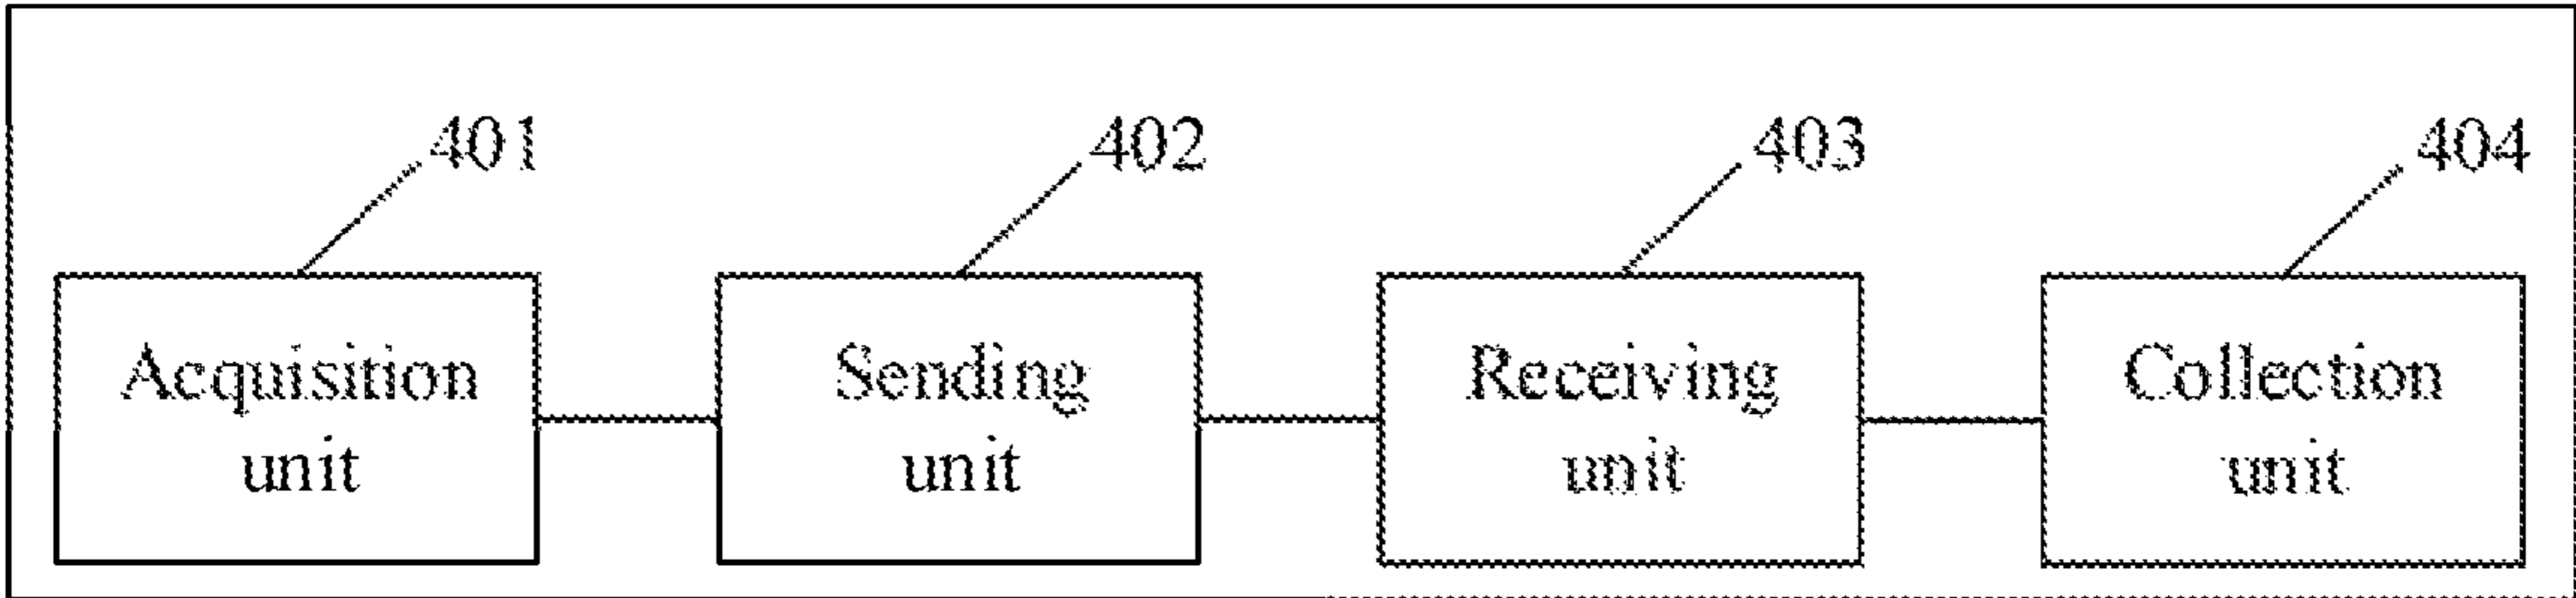 401 402 403 404
Acquisition unit
Sending unit
Receiving unit
Collection unit